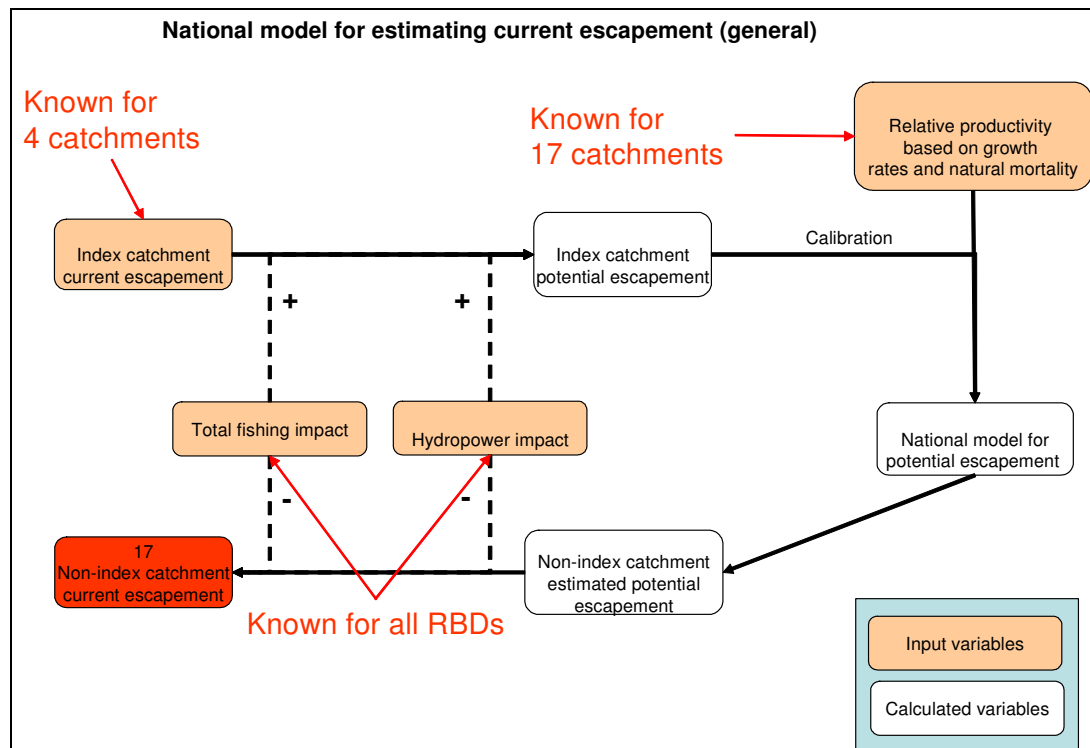 National model for estimating current escapement (general)
Known for
4 catchments
Known for
17 catchments
Relative productivity
based on growth
rates and natural mortality
Index catchment
current escapement
Index catchment
potential escapement
Calibration
+
+
Total fishing impact
Hydropower impact
National model for
potential escapement
-
-
17
Non-index catchment
current escapement
Non-index catchment
estimated potential
escapement
Known for all RBDs
Input variables
Calculated variables